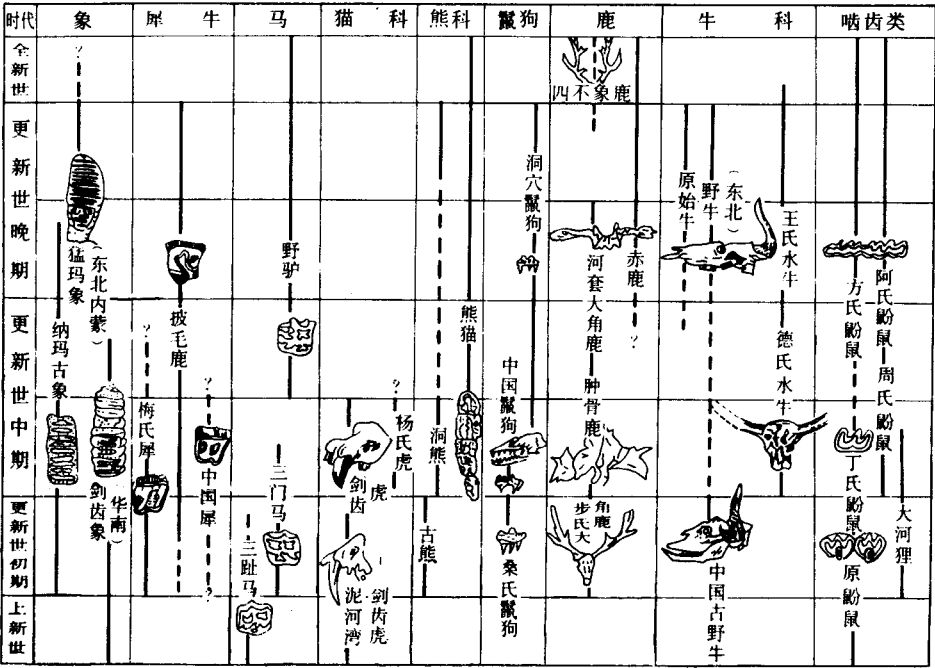 时代 象 犀牛 马 猫科 熊科 鬣狗 鹿 牛科 啮齿类
全新世
更新世晚期
更新世中期
更新世初期
上新世
?
猛玛象
(东北内蒙)
纳玛古象
剑齿象
(华南)
?
梅氏犀
披毛鹿
?
中国犀
?
野驴
三门马
三趾马
?
杨氏虎
剑齿虎
泥河湾
剑齿虎
熊猫
洞熊
古熊
洞穴鬣狗
中国鬣狗
桑氏鬣狗
四不象鹿
河套大角鹿
赤鹿
?
肿骨鹿
步氏大角鹿
原始牛
野牛
(东北)
王氏水牛
德氏水牛
中国古野牛
方氏鼢鼠
阿氏鼢鼠
周氏鼢鼠
丁氏鼢鼠
原鼢鼠
大河狸